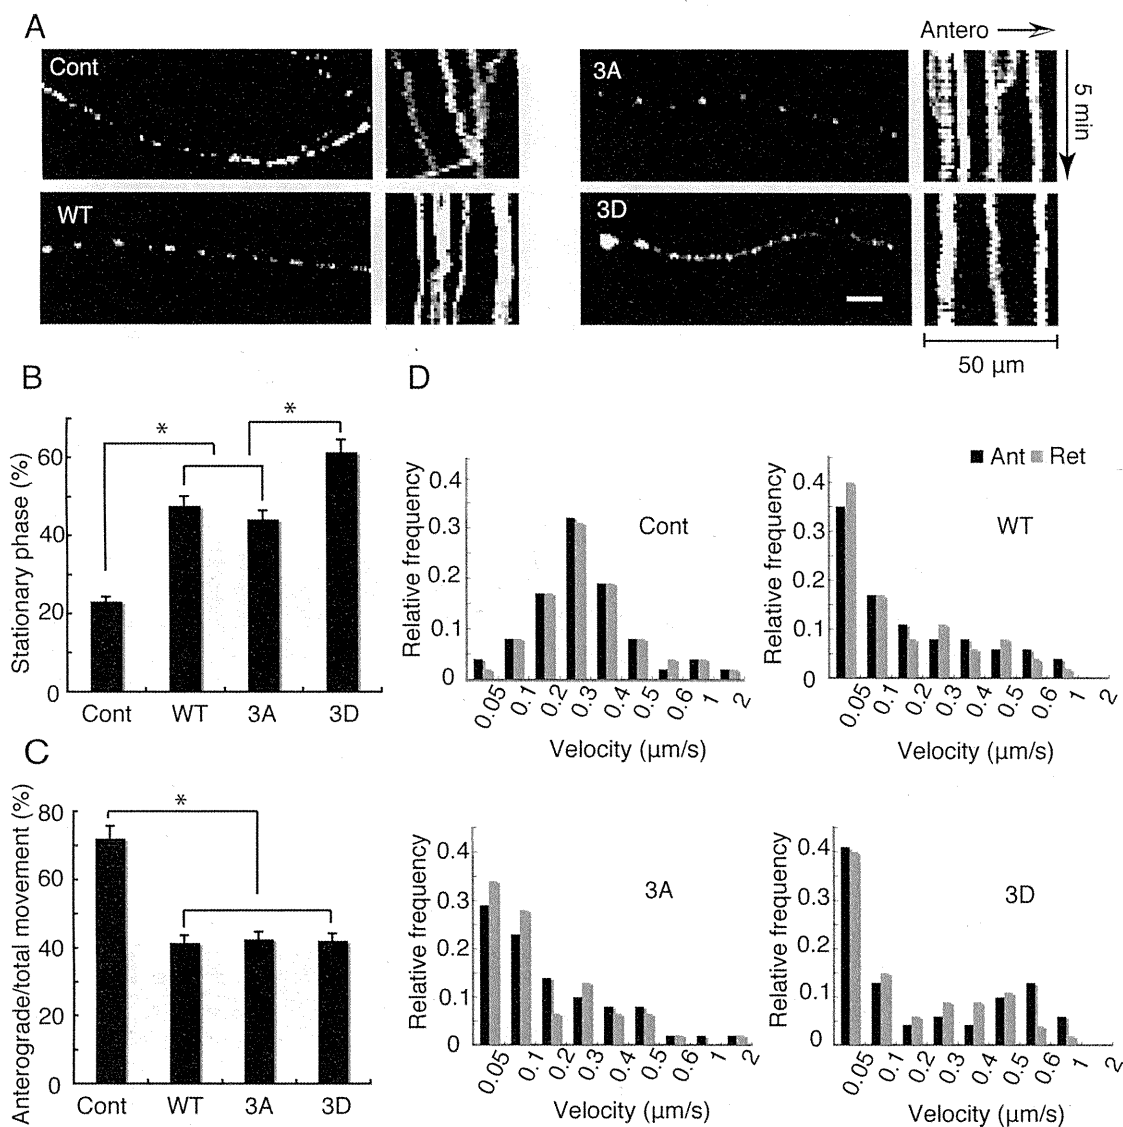 A
Cont
WT
3A
3D
Antero
5 min
50 μm
B
Stationary phase (%)
60
40
20
0
*
*
Cont WT 3A 3D
C
Anterograde/total movement (%)
80
60
40
20
0
*
Cont WT 3A 3D
D
Ant Ret
Relative frequency
0.4
0.3
0.2
0.1
0
Cont
0.05 0.1 0.2 0.3 0.4 0.5 0.6 1 2
Velocity (μm/s)
Relative frequency
0.4
0.3
0.2
0.1
0
WT
0.05 0.1 0.2 0.3 0.4 0.5 0.6 1 2
Velocity (μm/s)
Relative frequency
0.4
0.3
0.2
0.1
0
3A
0.05 0.1 0.2 0.3 0.4 0.5 0.6 1 2
Velocity (μm/s)
Relative frequency
0.4
0.3
0.2
0.1
0
3D
0.05 0.1 0.2 0.3 0.4 0.5 0.6 1 2
Velocity (μm/s)